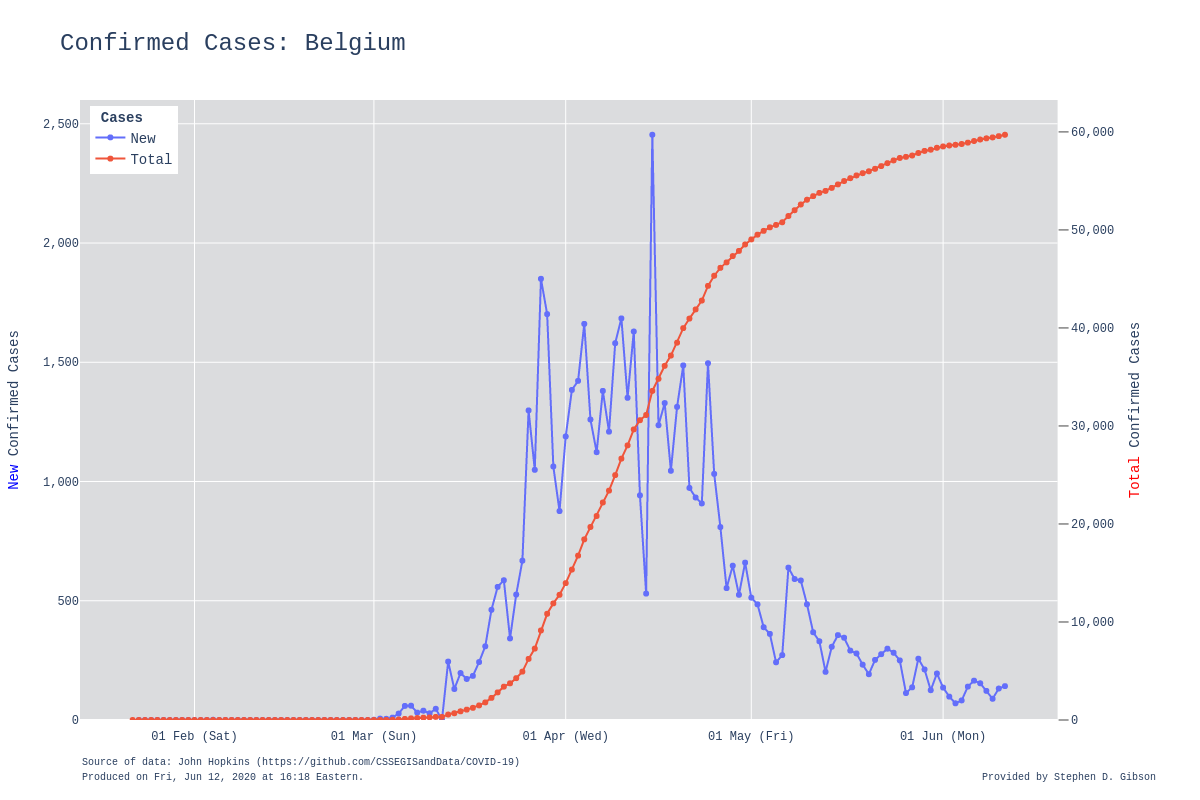 Confirmed Cases: Belgium
Cases
New
Total
2,500
2,000
1,500
1,000
500
0
New Confirmed Cases
60,000
50,000
40,000
30,000
20,000
10,000
0
Total Confirmed Cases
01 Feb (Sat) 01 Mar (Sun) 01 Apr (Wed) 01 May (Fri) 01 Jun (Mon)
Source of data: John Hopkins (https://github.com/CSSEGISandData/COVID-19)
Produced on Fri, Jun 12, 2020 at 16:18 Eastern.
Provided by Stephen D. Gibson